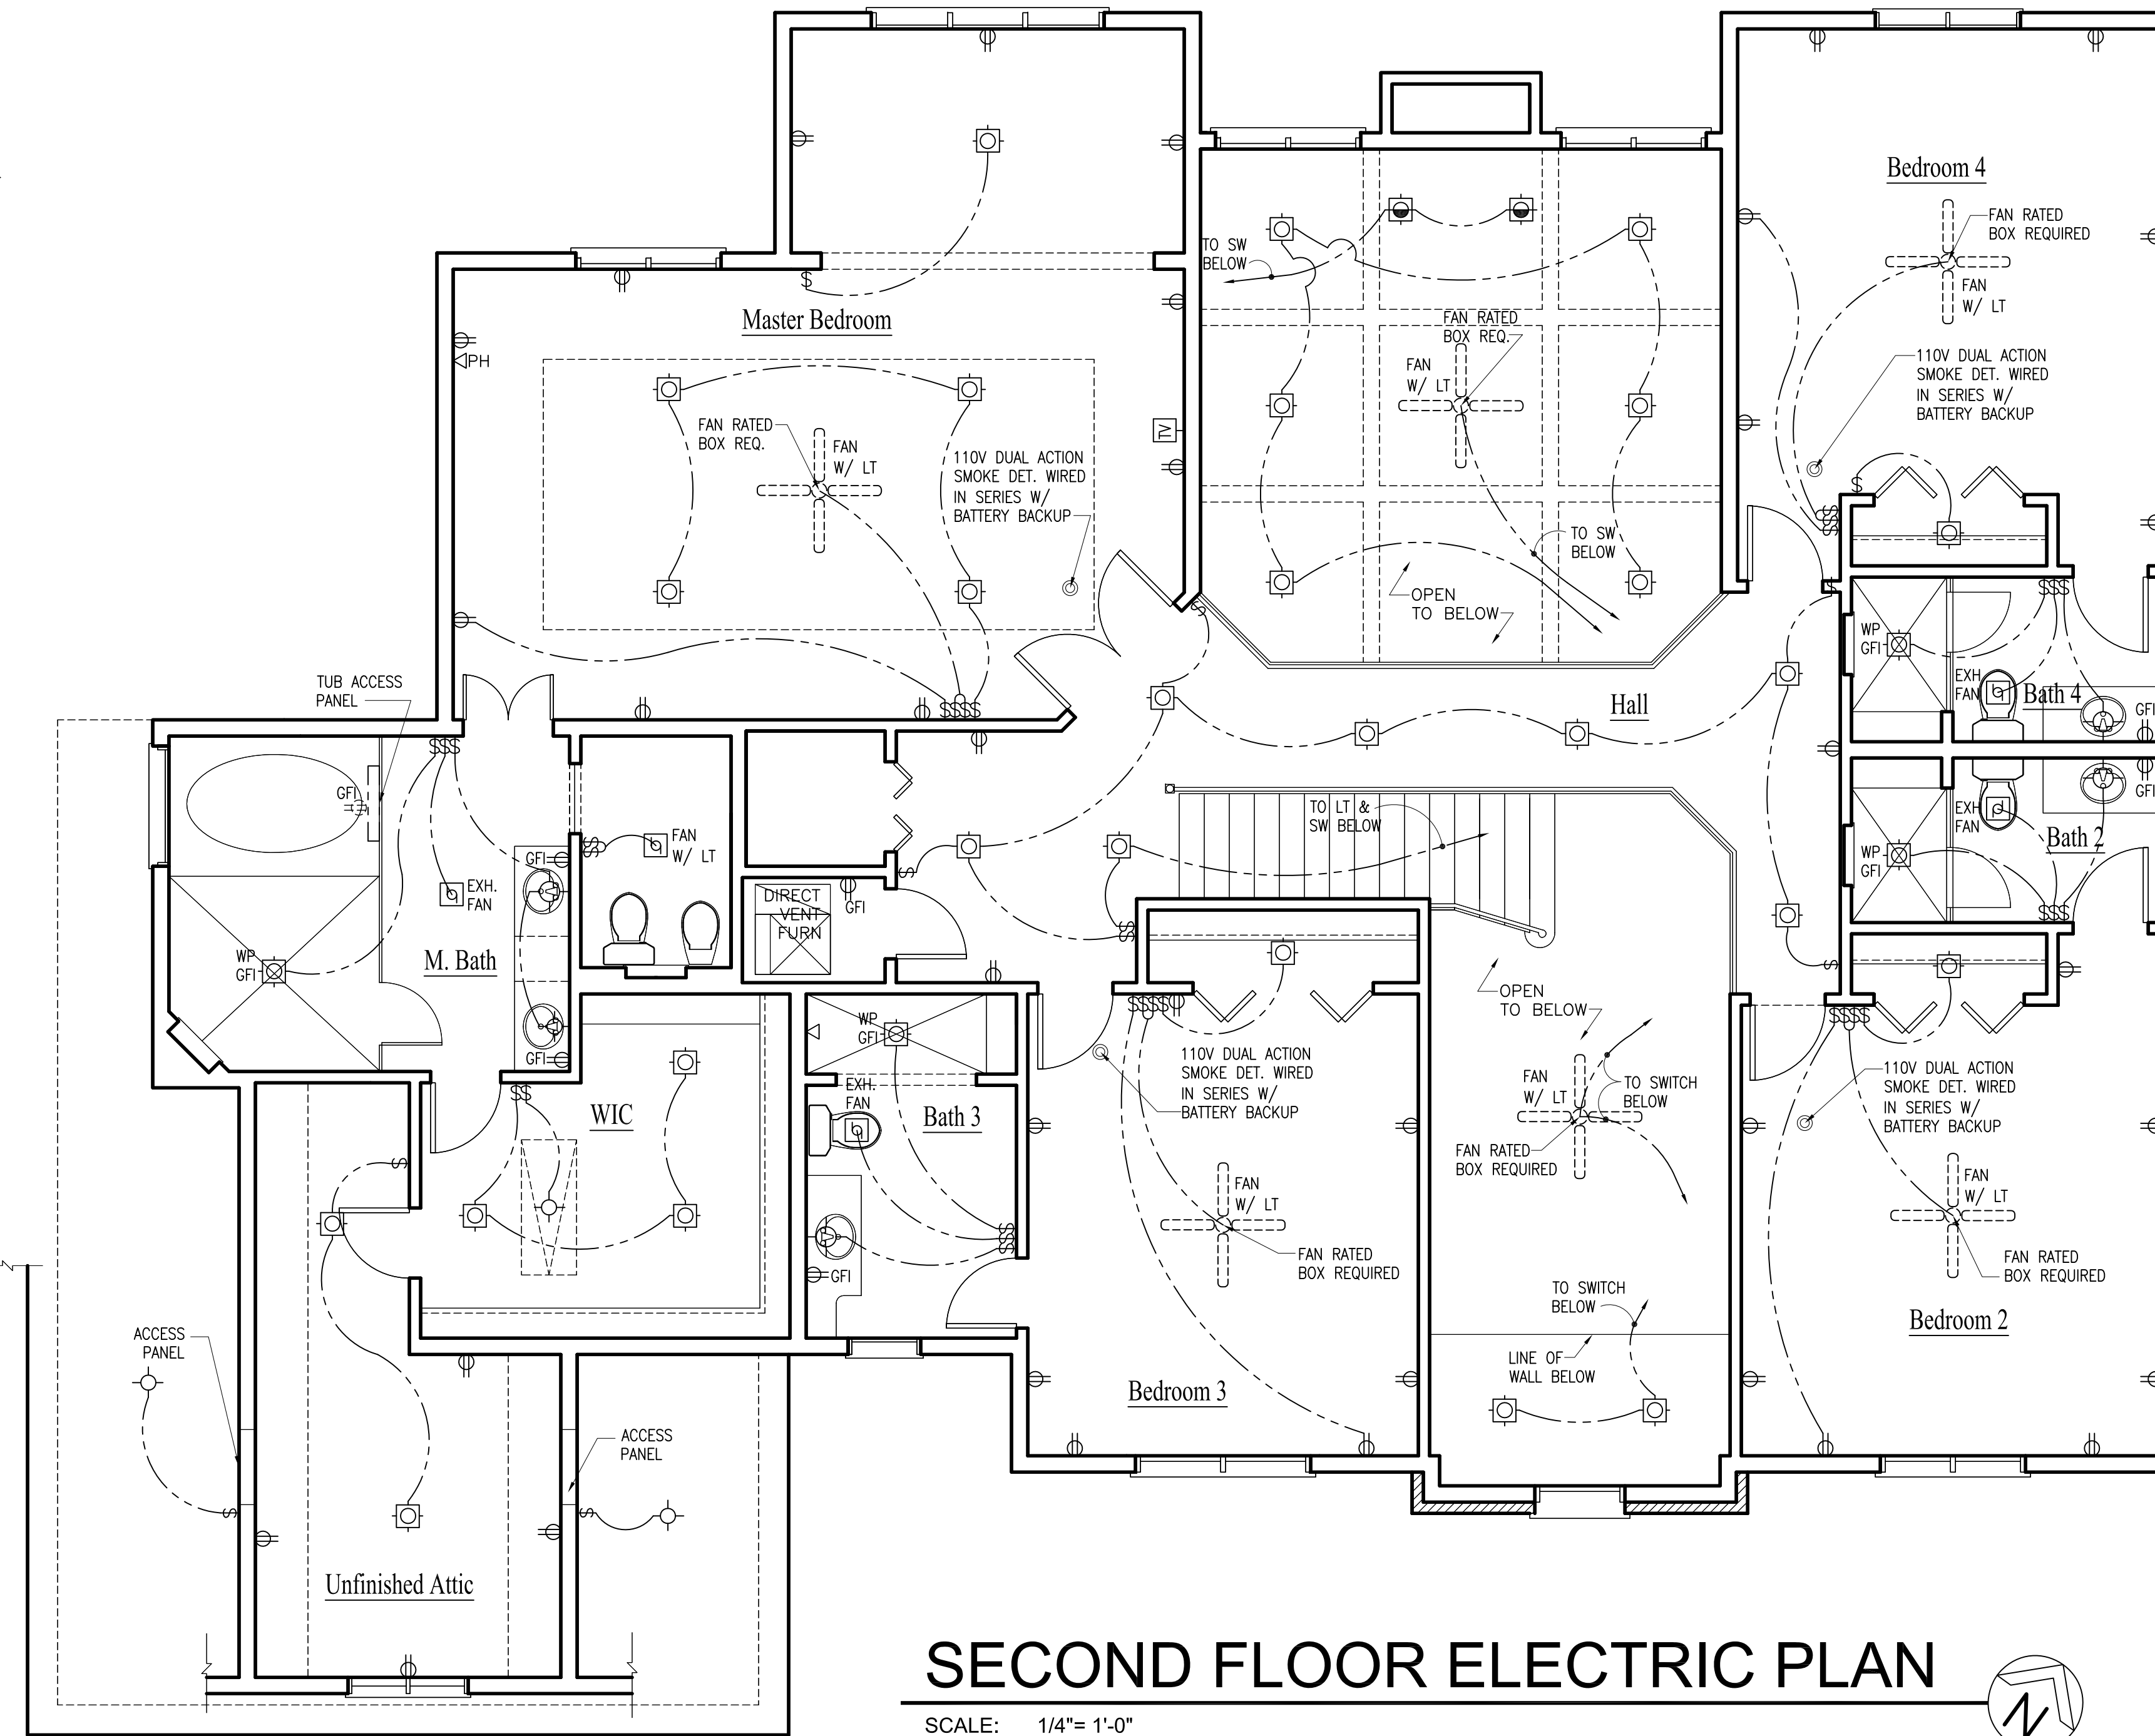 Bedroom 4
FAN RATED
BOX REQUIRED
FAN
W/ LT
TO SW
BELOW
Master Bedroom
FAN RATED
BOX REQ.
FAN
W/ LT
PH
110V DUAL ACTION
SMOKE DET. WIRED
IN SERIES W/
BATTERY BACKUP
FAN RATED
BOX REQ.
FAN
W/ LT
TV
110V DUAL ACTION
SMOKE DET. WIRED
IN SERIES W/
BATTERY BACKUP
TO SW
BELOW
OPEN
TO BELOW
$
$
$$$
$
$
$$$
WP
GFI
EXH
FAN
Bath 4
GFI
TUB ACCESS
PANEL
$$$$
Hall
$$$
GFI
TO LT &
SW BELOW
GFI
EXH
FAN
Bath 2
WP
GFI
$$$
GFI
$$
FAN
W/ LT
$
EXH.
FAN
DIRECT
VENT
FURN
GFI
$$
M. Bath
WP
GFI
GFI
$
OPEN
TO BELOW
$$$$
$$$$
WP
GFI
110V DUAL ACTION
SMOKE DET. WIRED
IN SERIES W/
BATTERY BACKUP
110V DUAL ACTION
SMOKE DET. WIRED
IN SERIES W/
BATTERY BACKUP
$$
WIC
EXH.
FAN
Bath 3
FAN
W/ LT
TO SWITCH
BELOW
FAN RATED
BOX REQUIRED
$
FAN
W/ LT
FAN
W/ LT
$$$
GFI
FAN RATED
BOX REQUIRED
FAN RATED
BOX REQUIRED
TO SWITCH
BELOW
Bedroom 2
ACCESS
PANEL
LINE OF
WALL BELOW
Bedroom 3
ACCESS
PANEL
$
$
Unfinished Attic
SECOND FLOOR ELECTRIC PLAN
N
SCALE: 1/4"= 1'-0"